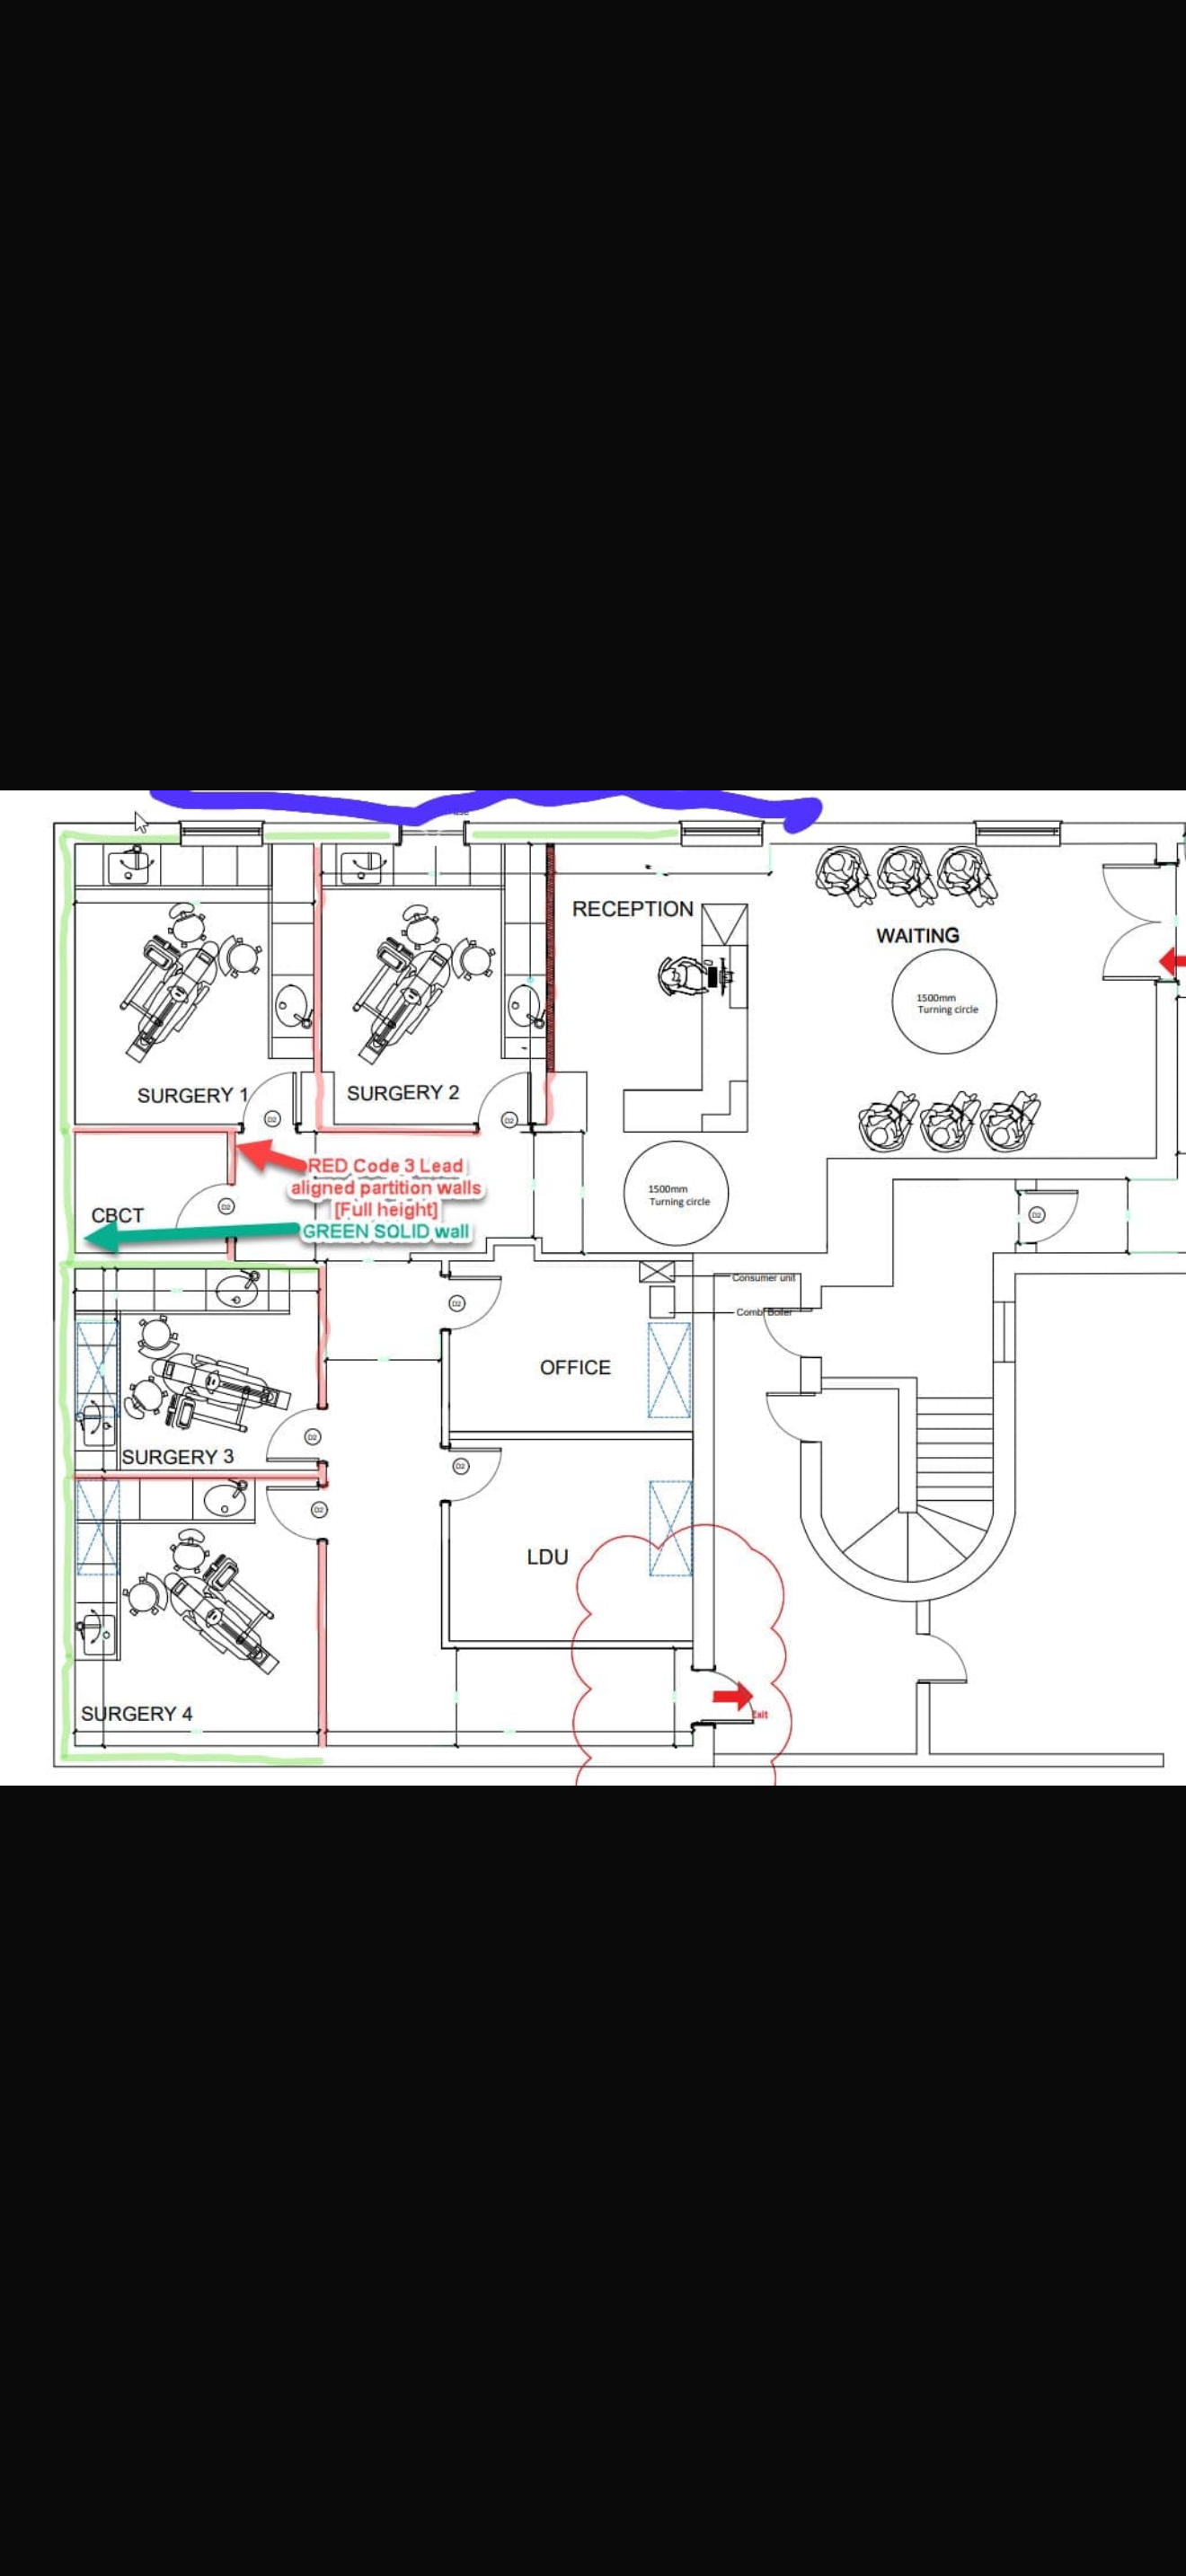 RECEPTION
WAITING
1500mm
Turning circle
SURGERY 1
SURGERY 2
D2
D2
RED Code 3 Lead
aligned partition walls
[Full height]
GREEN SOLID wall
CBCT
D2
1500mm
Turning circle
D2
Consumer unit
Combi Boiler
D2
OFFICE
SURGERY 3
D2
D2
D2
LDU
SURGERY 4
Exit